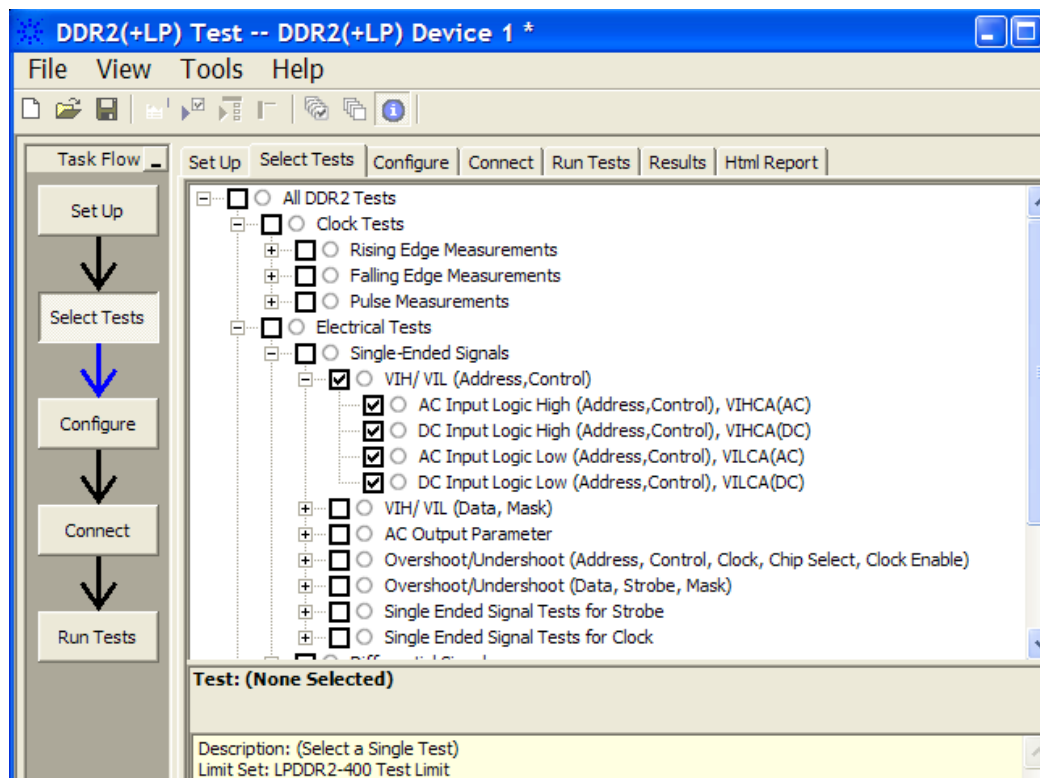 DDR2(+LP) Test -- DDR2(+LP) Device 1 *
File View Tools Help
Task Flow
Set Up
Select Tests
Configure
Connect
Run Tests
Set Up Select Tests Configure Connect Run Tests Results Html Report
All DDR2 Tests
Clock Tests
Rising Edge Measurements
Falling Edge Measurements
Pulse Measurements
Electrical Tests
Single-Ended Signals
VIH/ VIL (Address,Control)
AC Input Logic High (Address,Control), VIHCA(AC)
DC Input Logic High (Address,Control), VIHCA(DC)
AC Input Logic Low (Address,Control), VILCA(AC)
DC Input Logic Low (Address,Control), VILCA(DC)
VIH/ VIL (Data, Mask)
AC Output Parameter
Overshoot/Undershoot (Address, Control, Clock, Chip Select, Clock Enable)
Overshoot/Undershoot (Data, Strobe, Mask)
Single Ended Signal Tests for Strobe
Single Ended Signal Tests for Clock
Test: (None Selected)
Description: (Select a Single Test)
Limit Set: LPDDR2-400 Test Limit